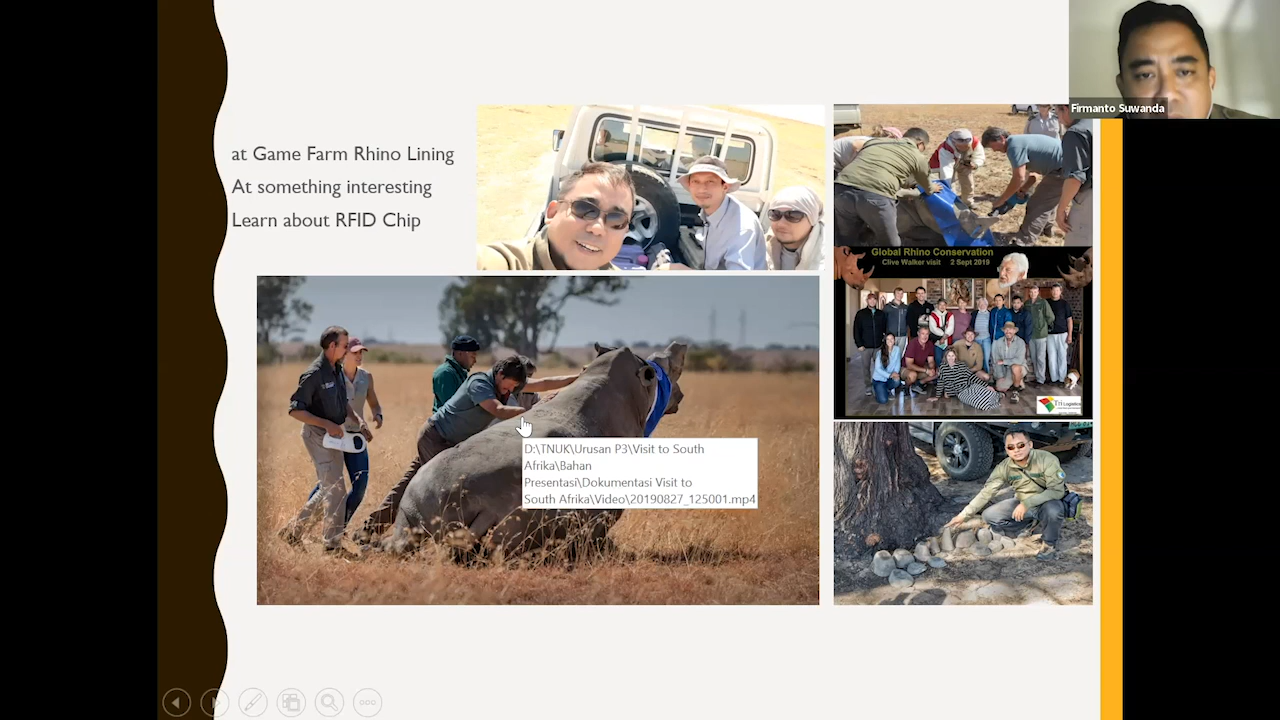 Firmanto Suwanda
at Game Farm Rhino Lining
At something interesting
Learn about RFID Chip
Global Rhino Conservation
Clive Walker visit 2 Sept 2019
D:\TNUK\Urusan P3\Visit to South
Afrika\Bahan
Presentasi\Dokumentasi Visit to
South Afrika\Video\20190827_125001.mp4